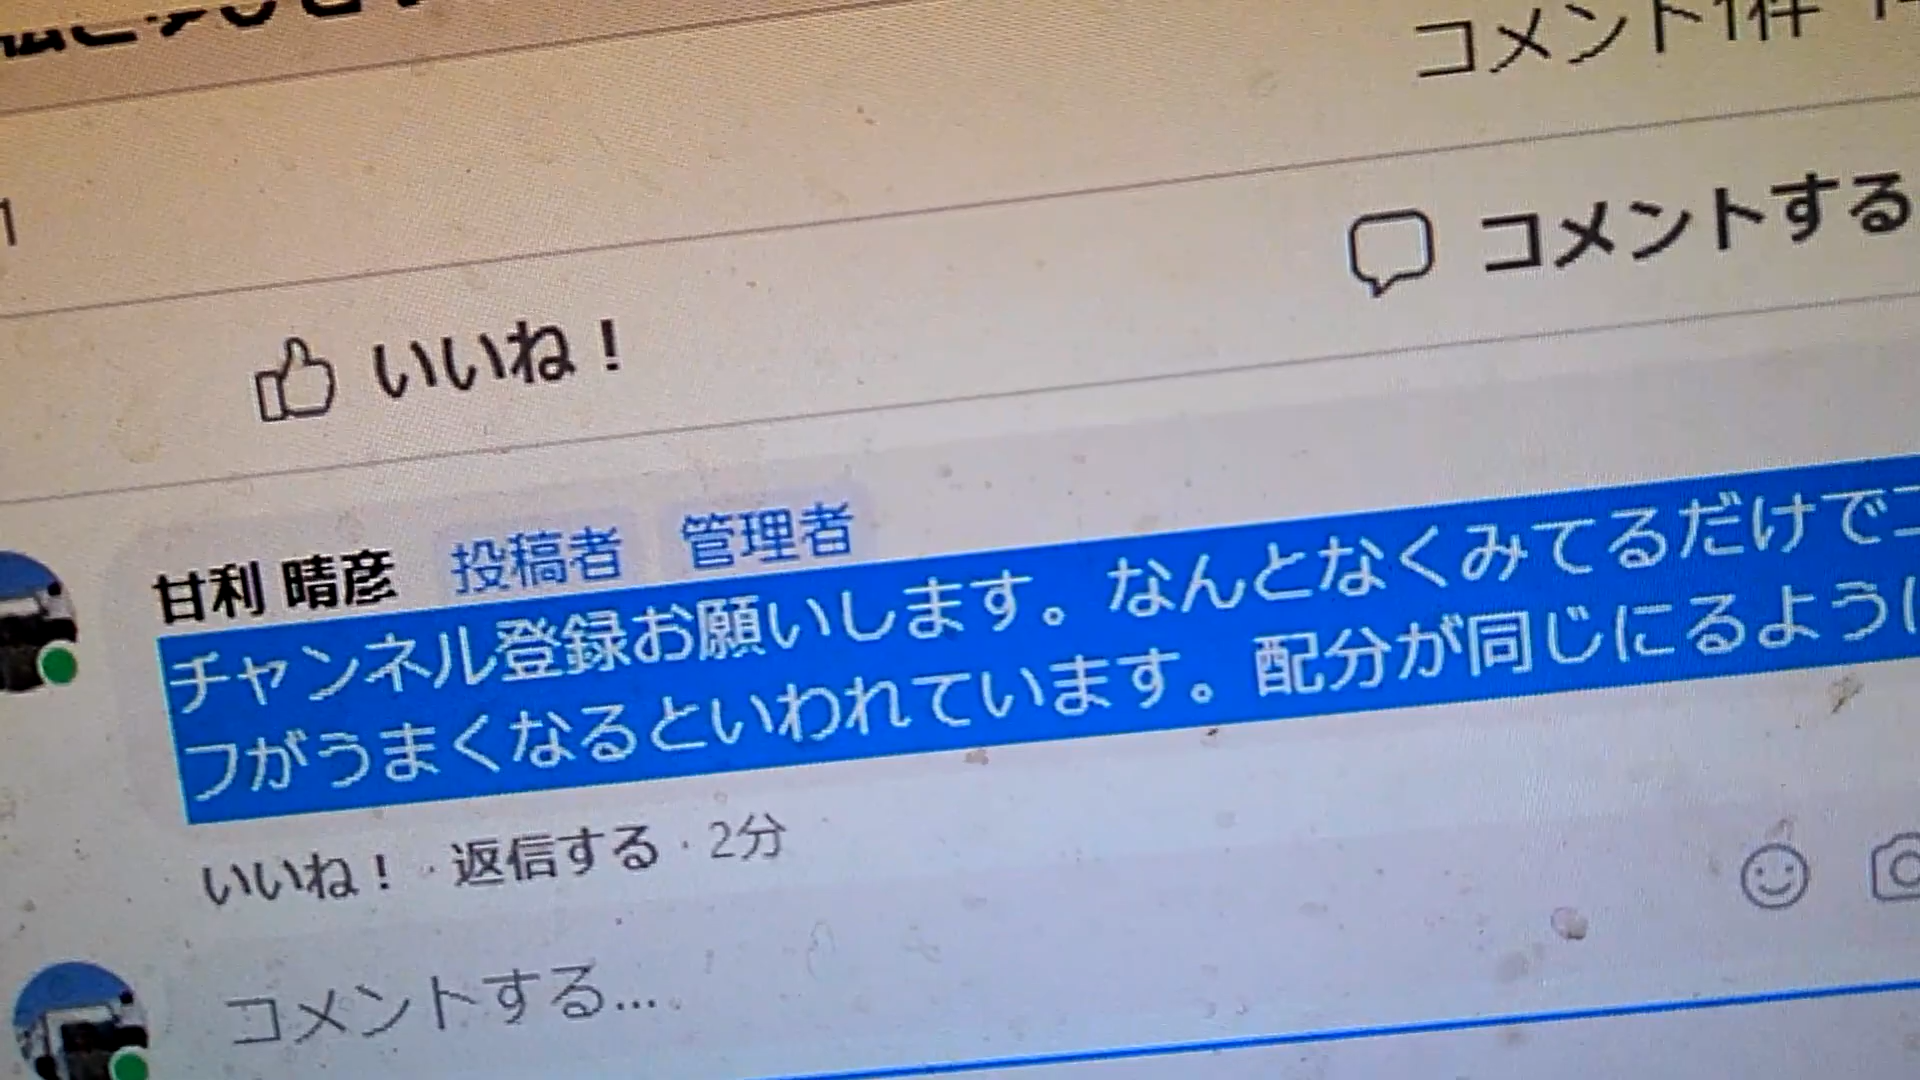 コメント1件
1
いいね！ コメントする
甘利 晴彦 投稿者 管理者
チャンネル登録お願いします。なんとなくみてるだけで
フがうまくなるといわれています。配分が同じにるように
いいね！ · 返信する · 2分
コメントする...